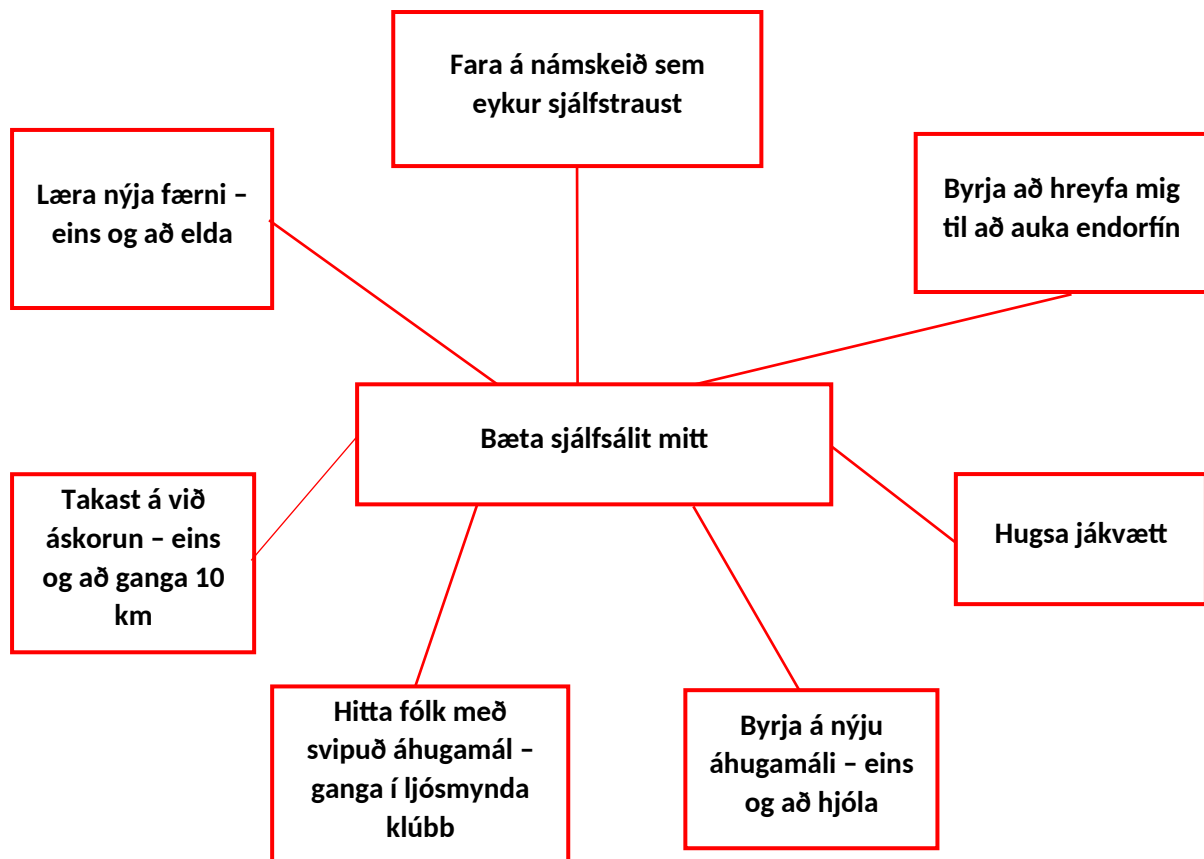 Fara á námskeið sem
eykur sjálfstraust
Læra nýja færni –
eins og að elda
Byrja að hreyfa mig
til að auka endorfín
Bæta sjálfsálit mitt
Takast á við
áskorun – eins
og að ganga 10
km
Hugsa jákvætt
Hitta fólk með
svipuð áhugamál –
ganga í ljósmynda
klúbb
Byrja á nýju
áhugamáli – eins
og að hjóla